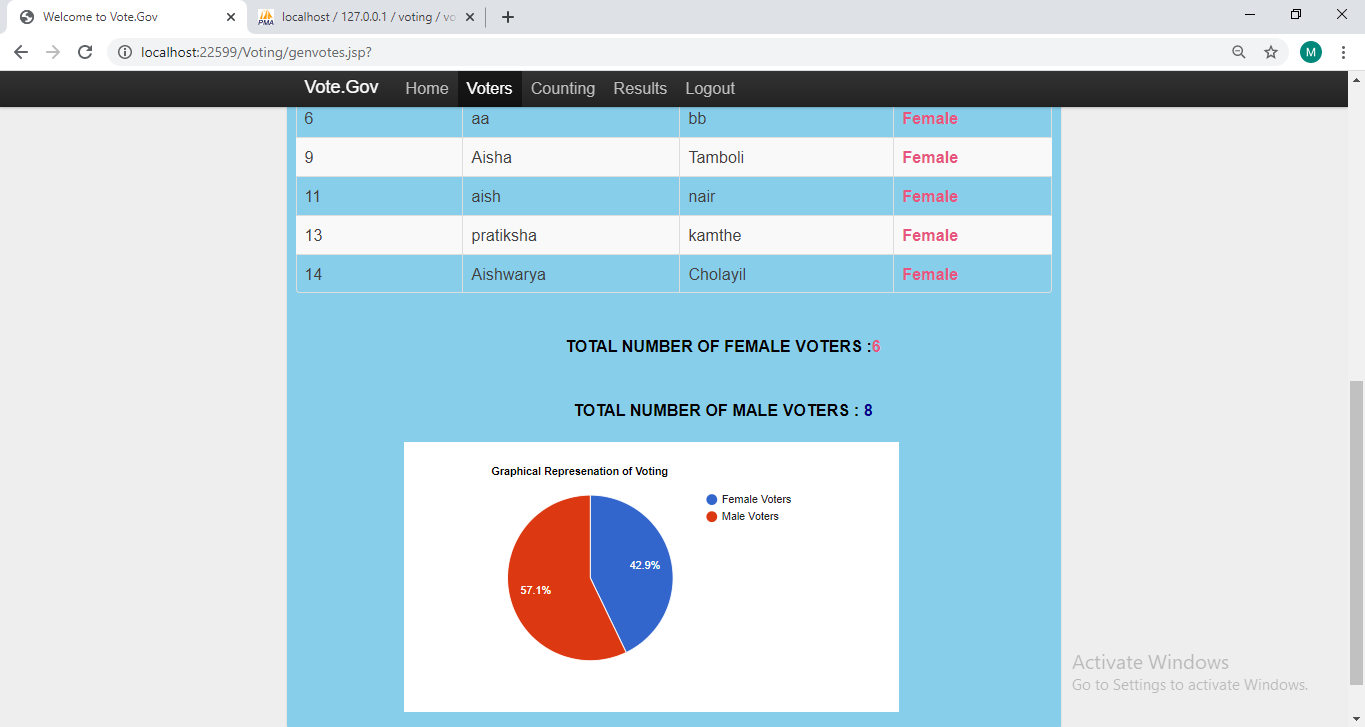 Welcome to Vote.Gov
localhost / 127.0.0.1 / voting / vo
localhost:22599/Voting/genvotes.jsp?
M
Vote.Gov Home Voters Counting Results Logout
6 aa bb Female
9 Aisha Tamboli Female
11 aish nair Female
13 pratiksha kamthe Female
14 Aishwarya Cholayil Female
TOTAL NUMBER OF FEMALE VOTERS :6
TOTAL NUMBER OF MALE VOTERS : 8
Graphical Represenation of Voting
Female Voters
Male Voters
42.9%
57.1%
Activate Windows
Go to Settings to activate Windows.